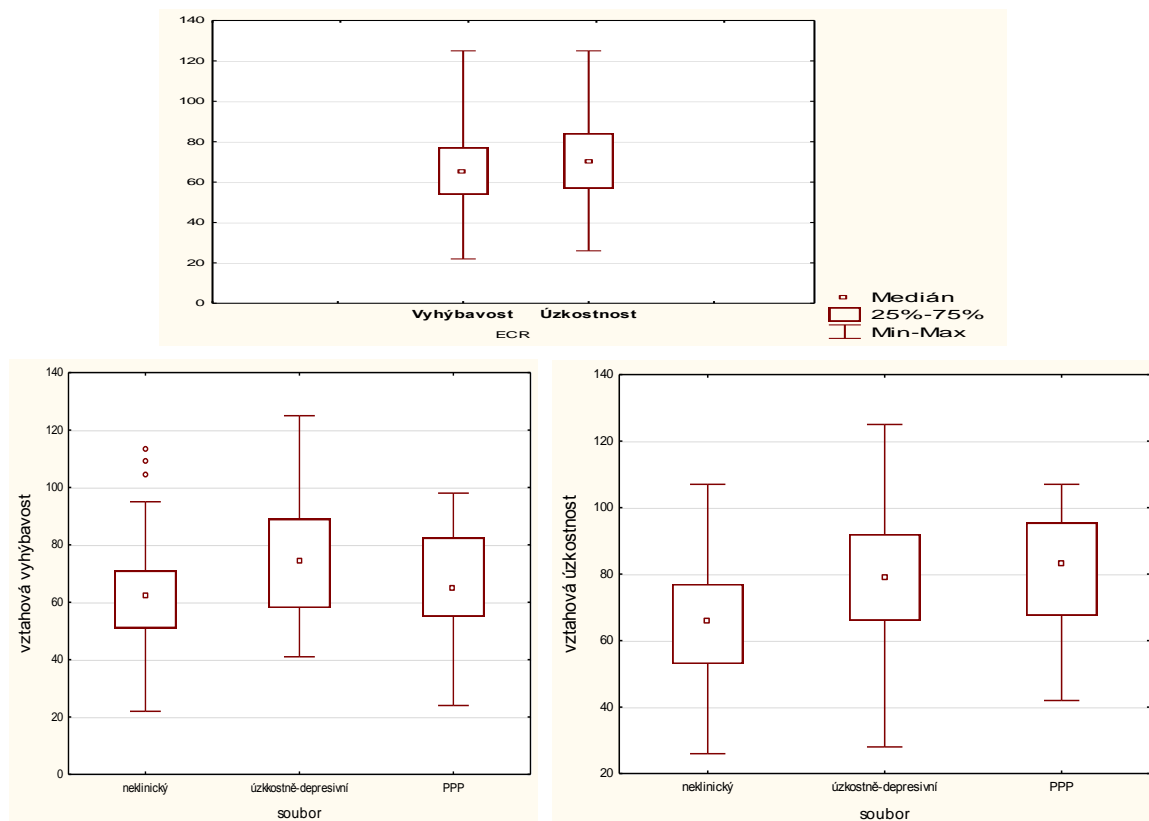 140
120
100
80
60
40
20
0
Vyhýbavost Úzkostnost
ECR
Medián
25%-75%
Min-Max
140
120
100
80
60
40
20
0
vztahová vyhýbavost
neklinický úzkkostně-depresivní PPP
soubor
140
120
100
80
60
40
20
vztahová úzkostnost
neklinický úzkostně-depresivní PPP
soubor